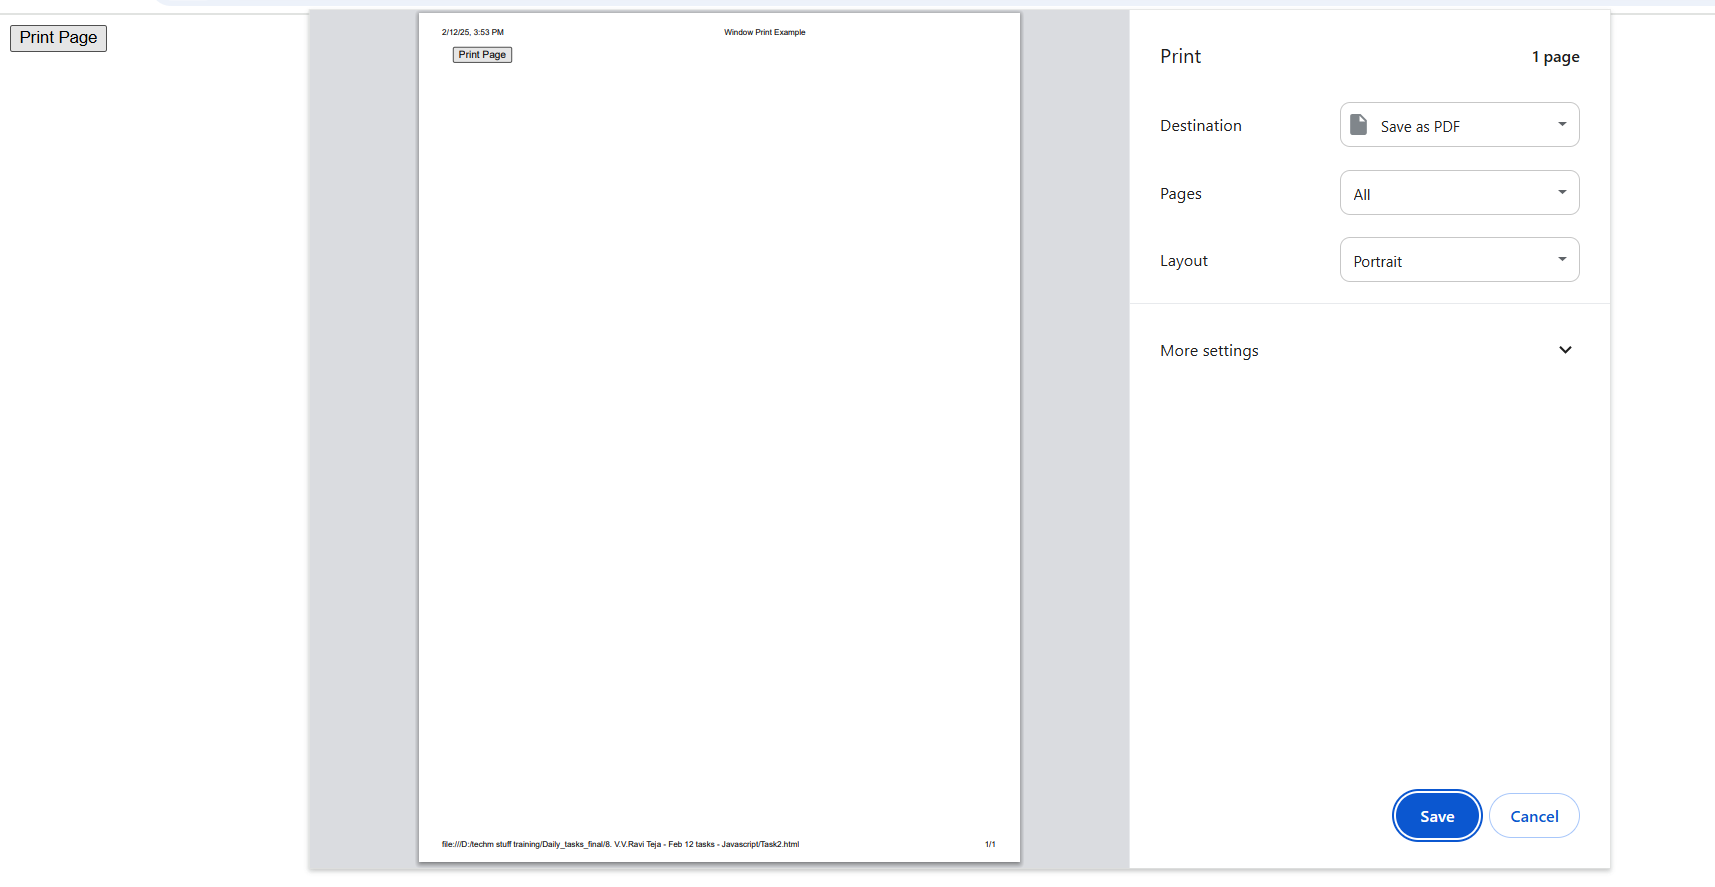 Print Page
2/12/25, 3:53 PM
Window Print Example
Print Page
file:///D:/techm stuff training/Daily_tasks_final/8. V.V.Ravi Teja - Feb 12 tasks - Javascript/Task2.html
1/1
Print
1 page
Destination
Save as PDF
Pages
All
Layout
Portrait
More settings
Save
Cancel